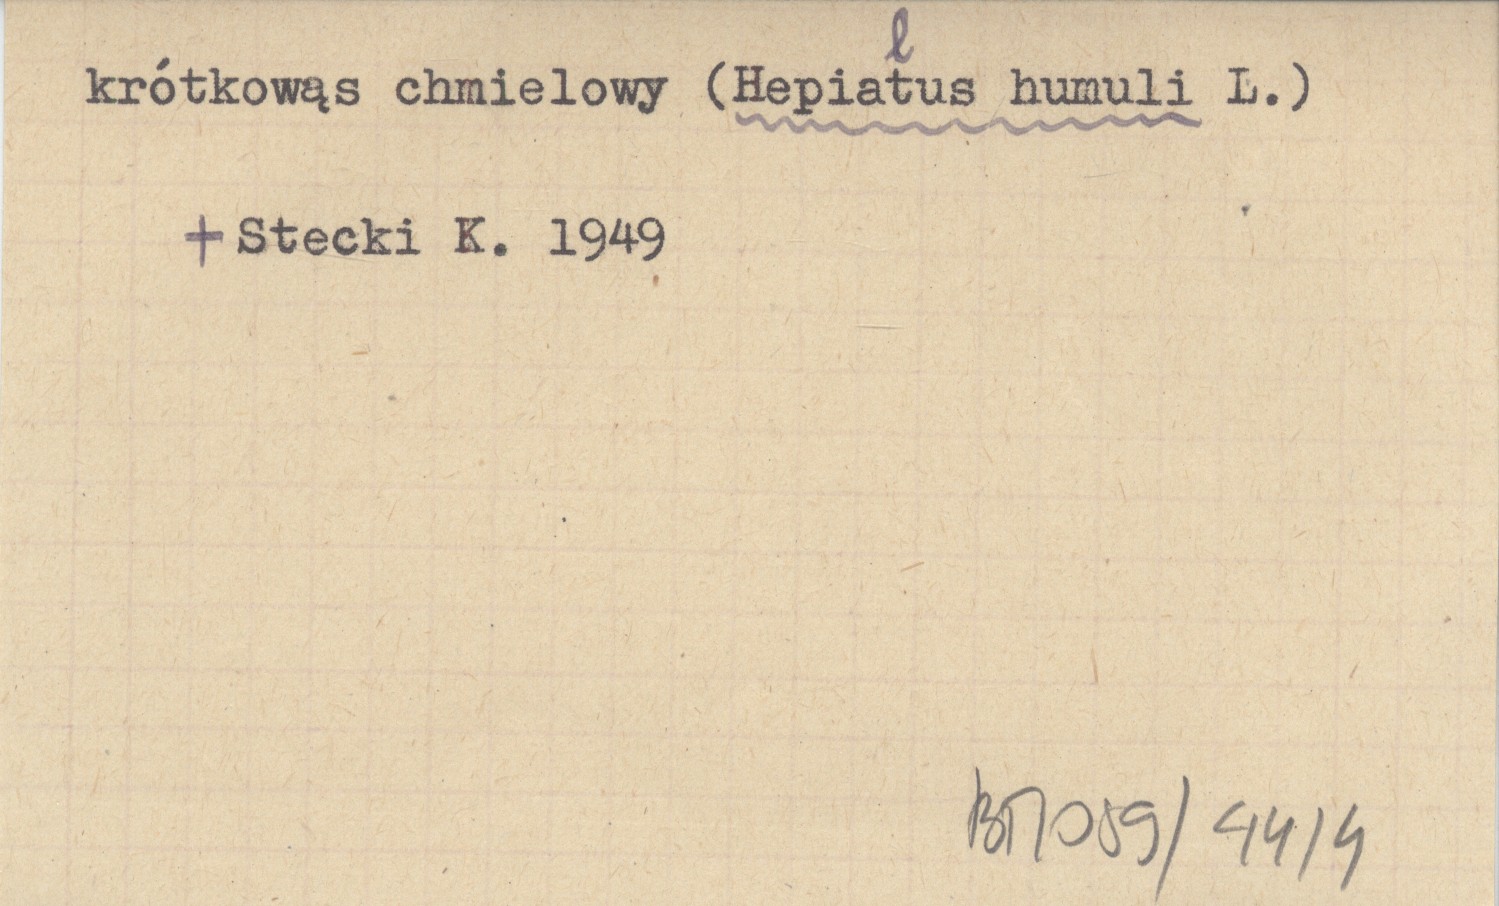 l
krótkowąs chmielowy (Hepiatus humuli L.)
+ Stecki K. 1949